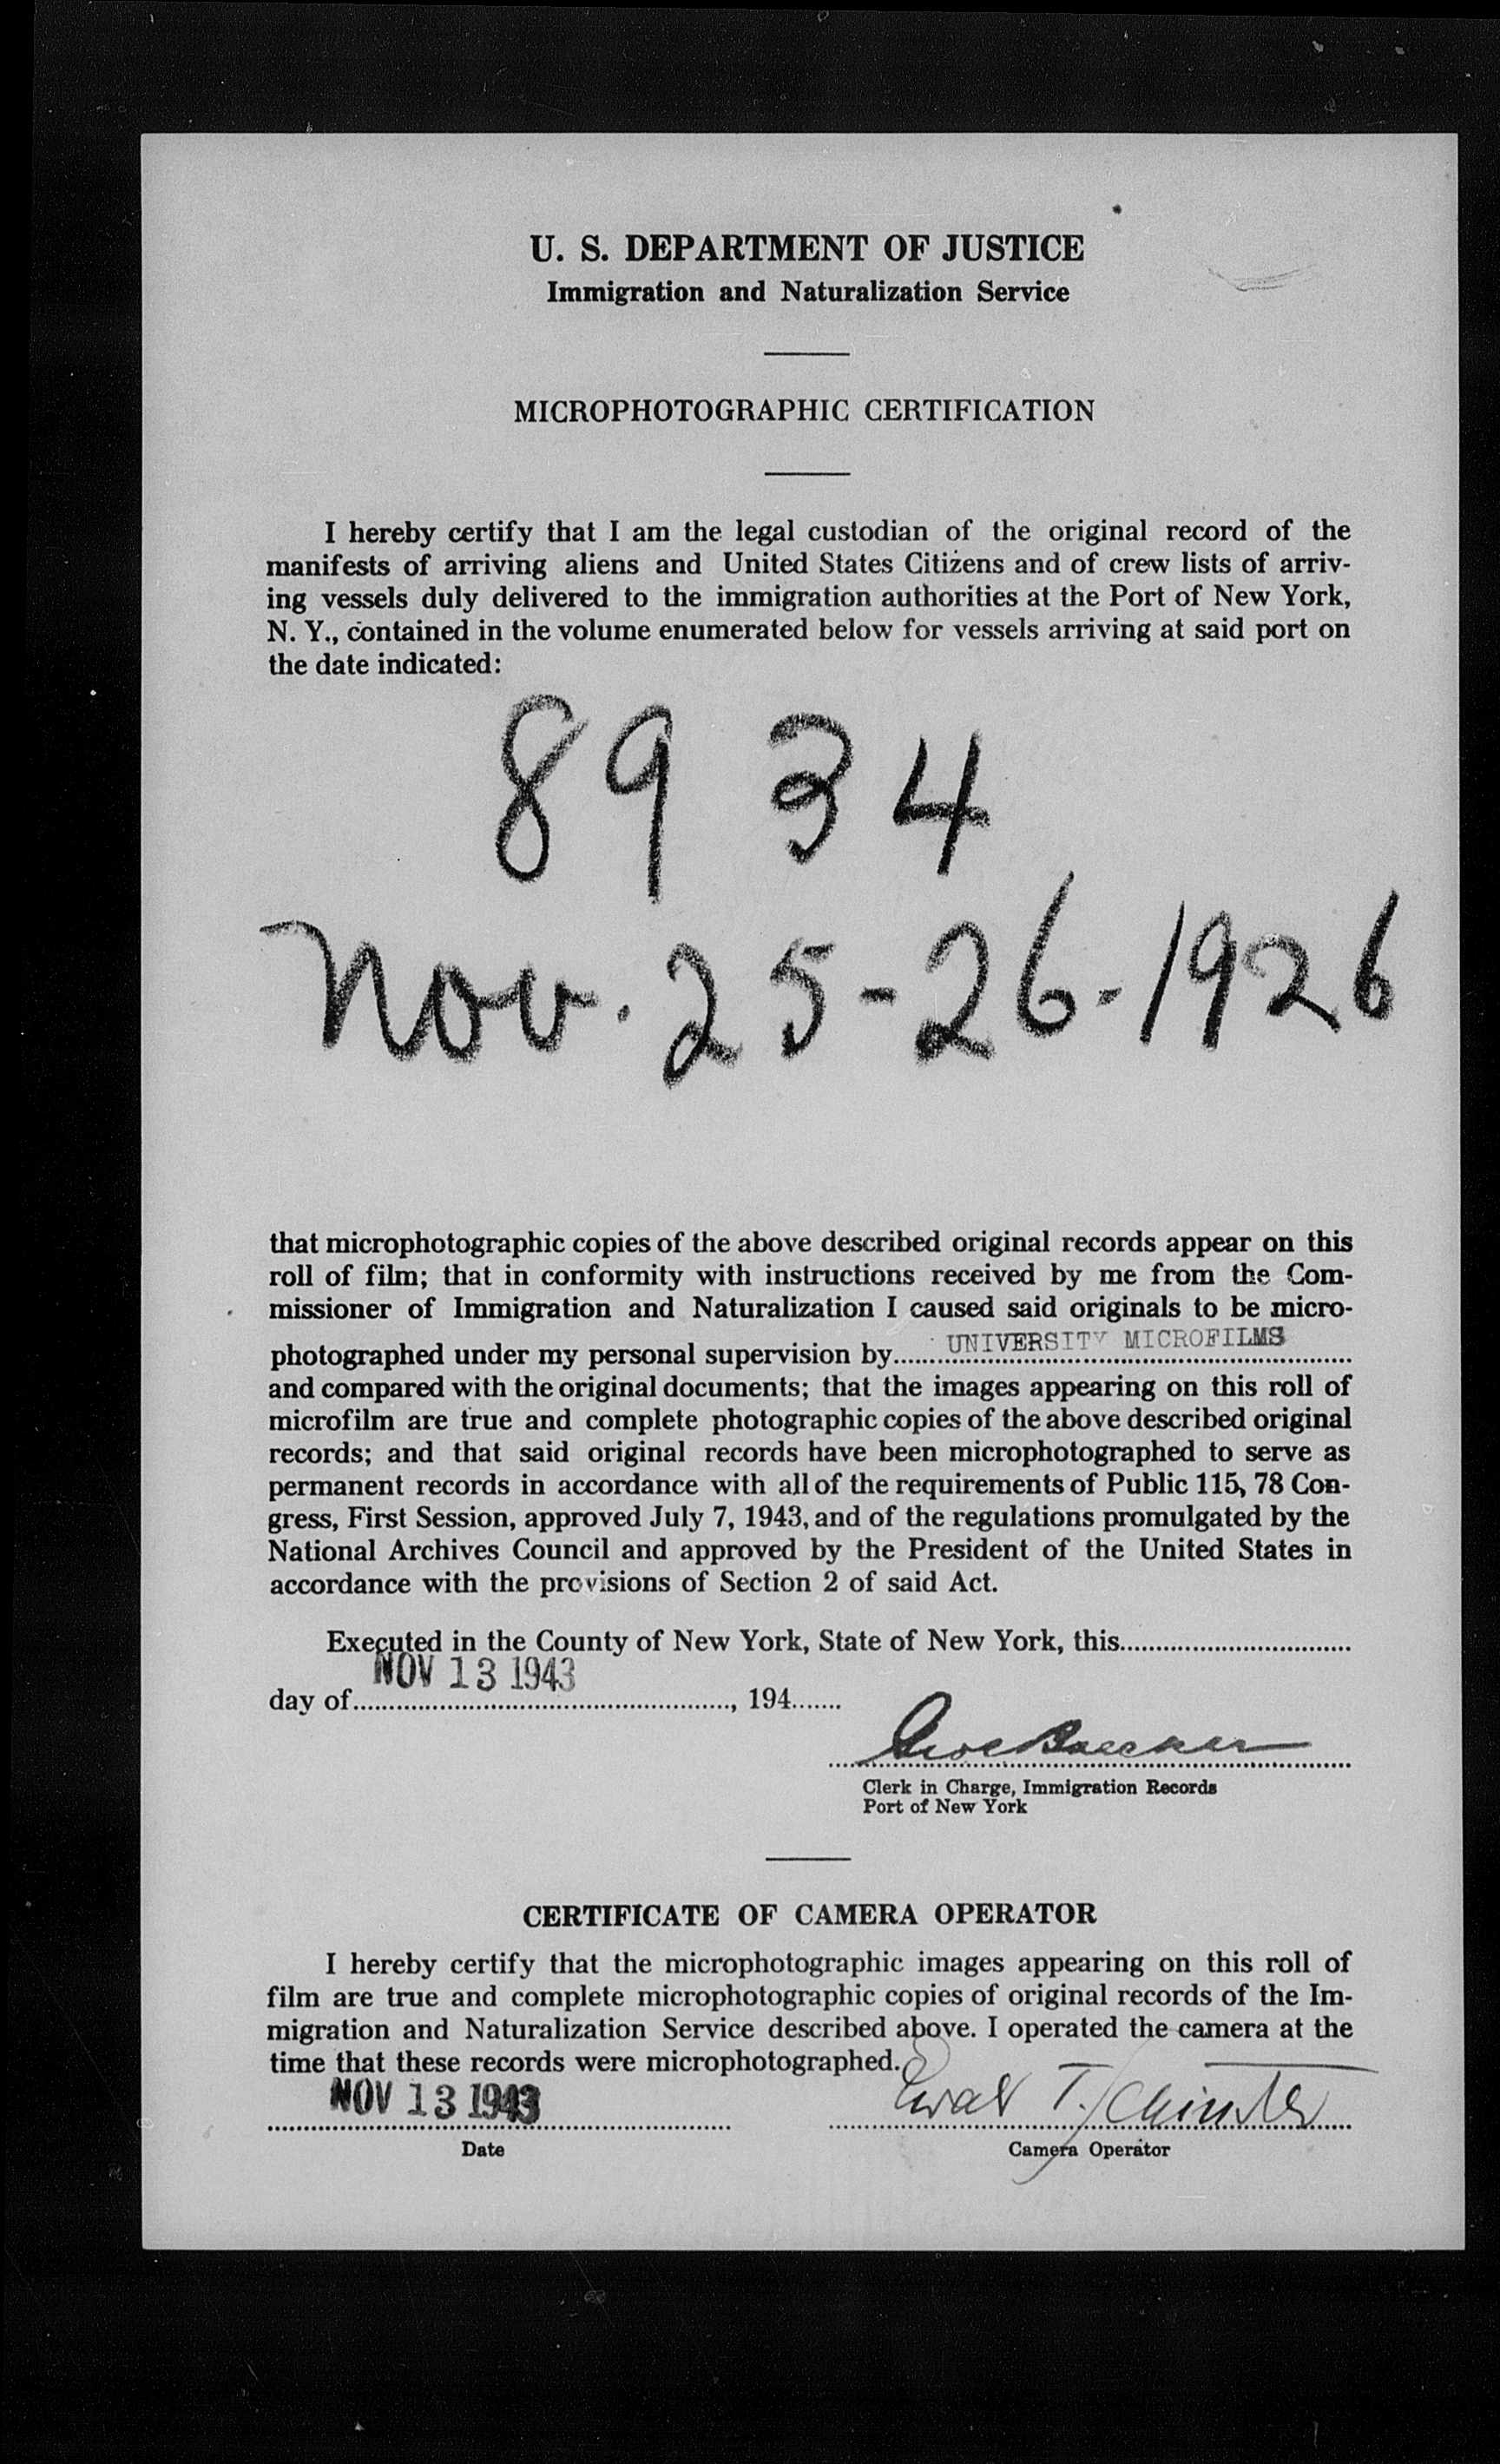 U. S. DEPARTMENT OF JUSTICE
Immigration and Naturalization Service
MICROPHOTOGRAPHIC CERTIFICATION
I hereby certify that I am the legal custodian of the original record of the
manifests of arriving aliens and United States Citizens and of crew lists of arriv-
ing vessels duly delivered to the immigration authorities at the Port of New York,
N. Y., contained in the volume enumerated below for vessels arriving at said port on
the date indicated:
8934
Nov. 25-26-1926
that microphotographic copies of the above described original records appear on this
roll of film; that in conformity with instructions received by me from the Com-
missioner of Immigration and Naturalization I caused said originals to be micro-
photographed under my personal supervision by UNIVERSITY MICROFILMS
and compared with the original documents; that the images appearing on this roll of
microfilm are true and complete photographic copies of the above described original
records; and that said original records have been microphotographed to serve as
permanent records in accordance with all of the requirements of Public 115, 78 Con-
gress, First Session, approved July 7, 1943, and of the regulations promulgated by the
National Archives Council and approved by the President of the United States in
accordance with the provisions of Section 2 of said Act.
Executed in the County of New York, State of New York, this
NOV 13 1943
day of, 194
Clerk in Charge, Immigration Records
Port of New York
CERTIFICATE OF CAMERA OPERATOR
I hereby certify that the microphotographic images appearing on this roll of
film are true and complete microphotographic copies of original records of the Im-
migration and Naturalization Service described above. I operated the camera at the
time that these records were microphotographed.
NOV 13 1943
Date
Camera Operator